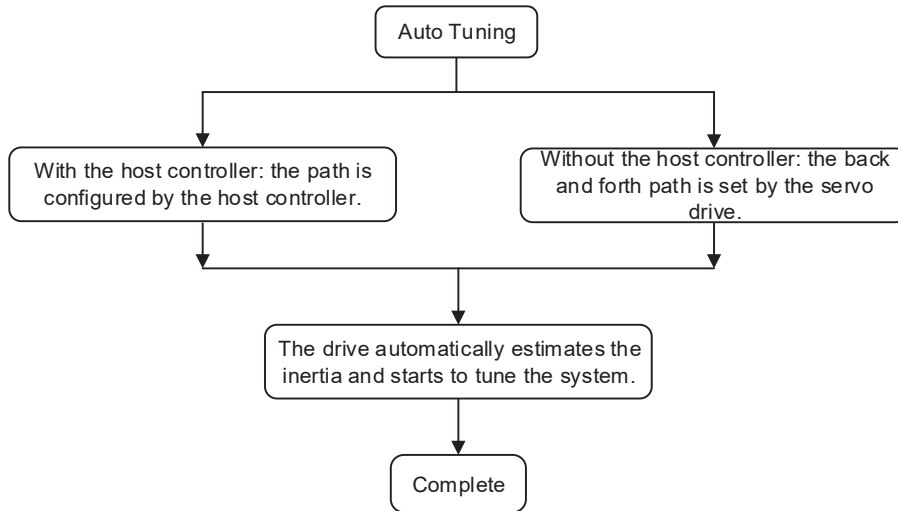 Auto Tuning
With the host controller: the path is
configured by the host controller.
Without the host controller: the back
and forth path is set by the servo
drive.
The drive automatically estimates the
inertia and starts to tune the system.
Complete